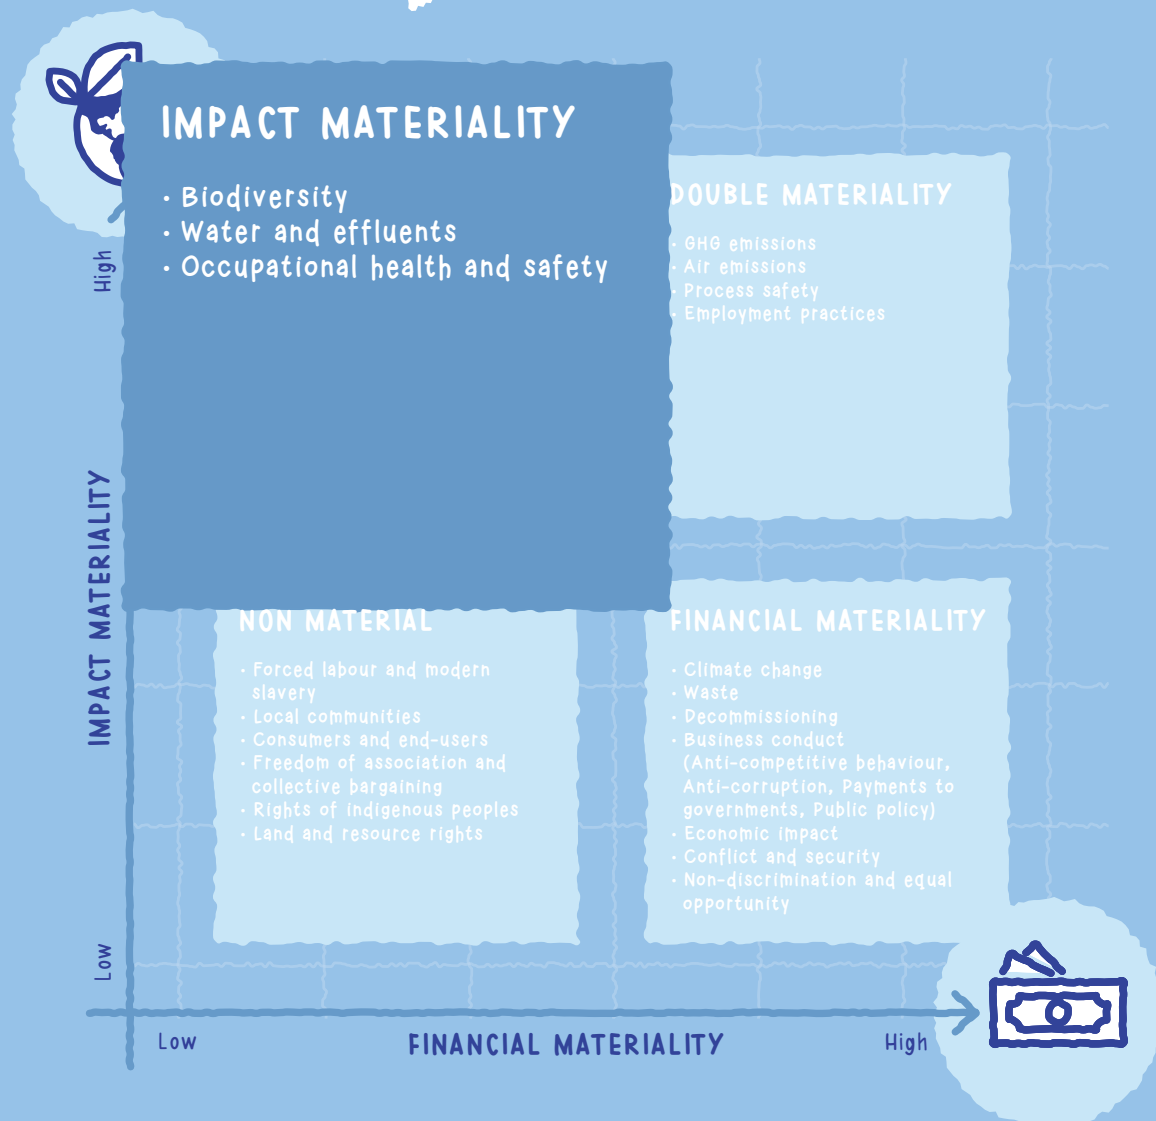 IMPACT MATERIALITY
• Biodiversity
• Water and effluents
• Occupational health and safety
DOUBLE MATERIALITY
• GHG emissions
• Air emissions
• Process safety
• Employment practices
High
IMPACT MATERIALITY
Low
NON MATERIAL
• Forced labour and modern
slavery
• Local communities
• Consumers and end-users
• Freedom of association and
collective bargaining
• Rights of indigenous peoples
• Land and resource rights
FINANCIAL MATERIALITY
• Climate change
• Waste
• Decommissioning
• Business conduct
(Anti-competitive behaviour,
Anti-corruption, Payments to
governments, Public policy)
• Economic impact
• Conflict and security
• Non-discrimination and equal
opportunity
Low
FINANCIAL MATERIALITY
High